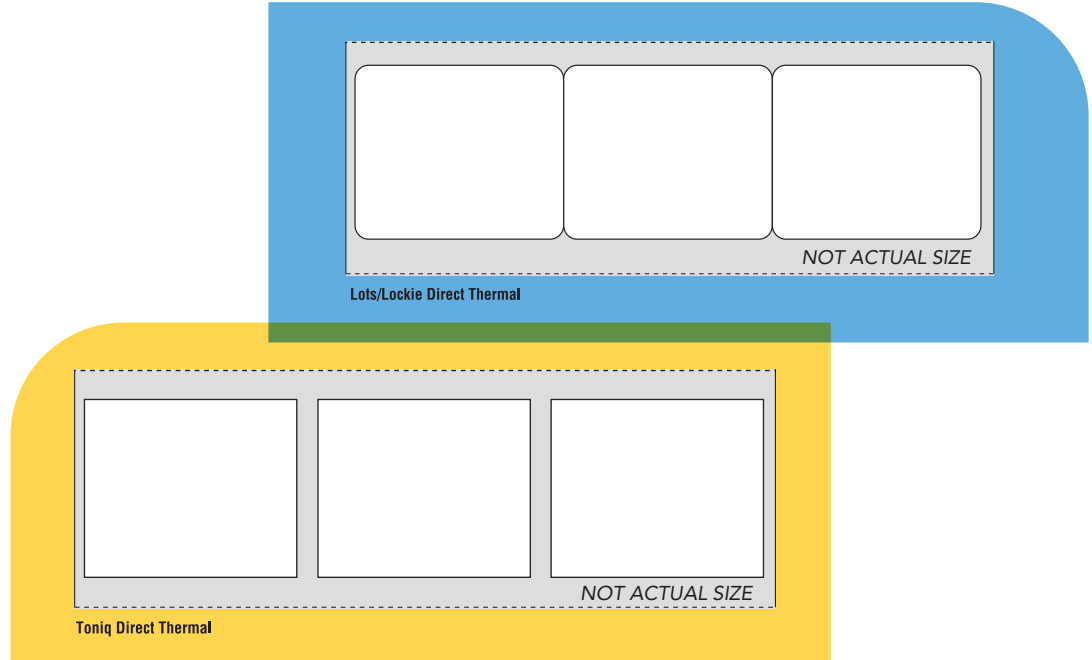 NOT ACTUAL SIZE
Lots/Lockie Direct Thermal
NOT ACTUAL SIZE
Toniq Direct Thermal